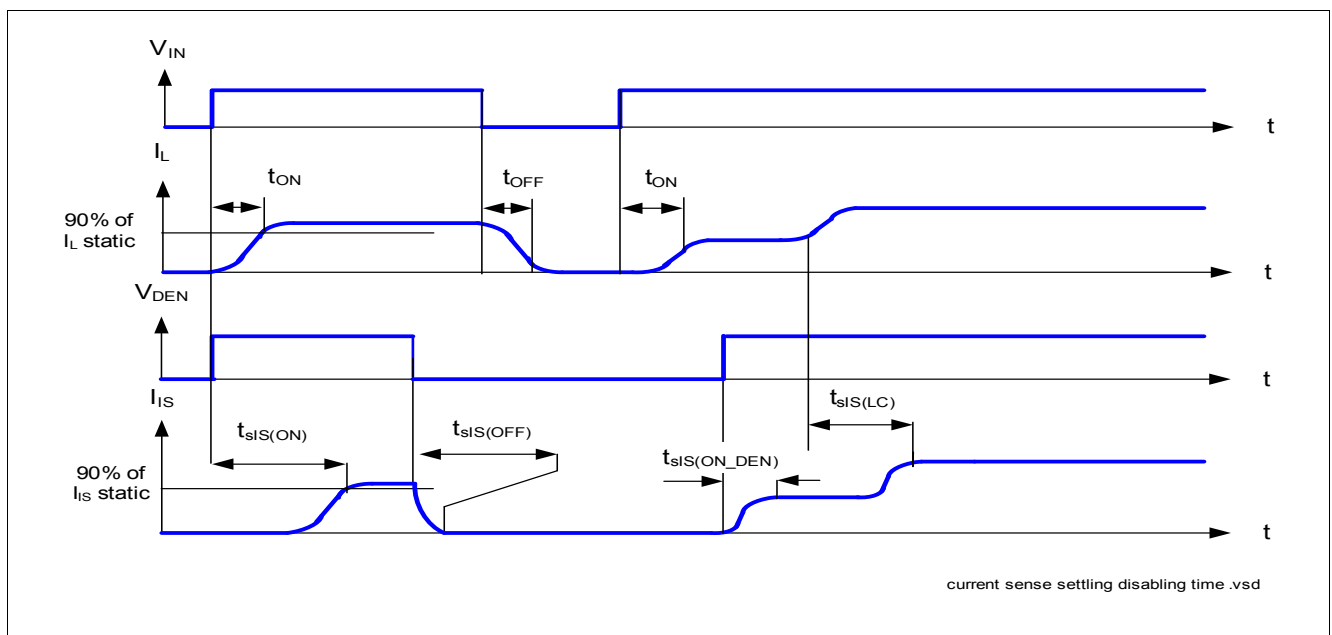 VIN
t
IL
tON
tOFF
tON
90% of
IL static
t
VDEN
t
IIS
tsIS(ON)
tsIS(OFF)
tsIS(LC)
tsIS(ON_DEN)
90% of
IIS static
t
current sense settling disabling time .vsd